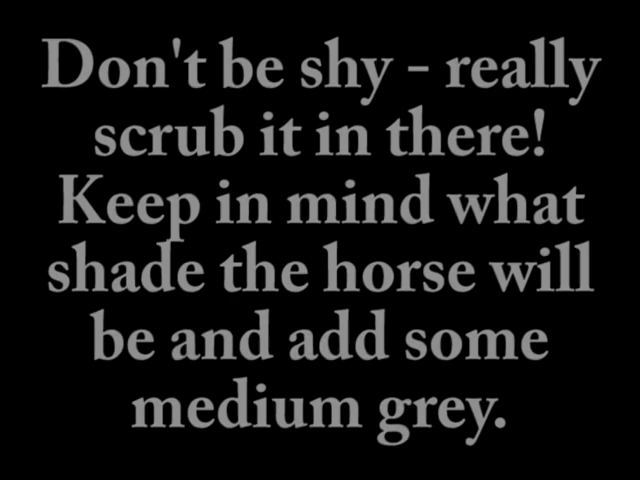 Don't be shy - really
scrub it in there!
Keep in mind what
shade the horse will
be and add some
medium grey.